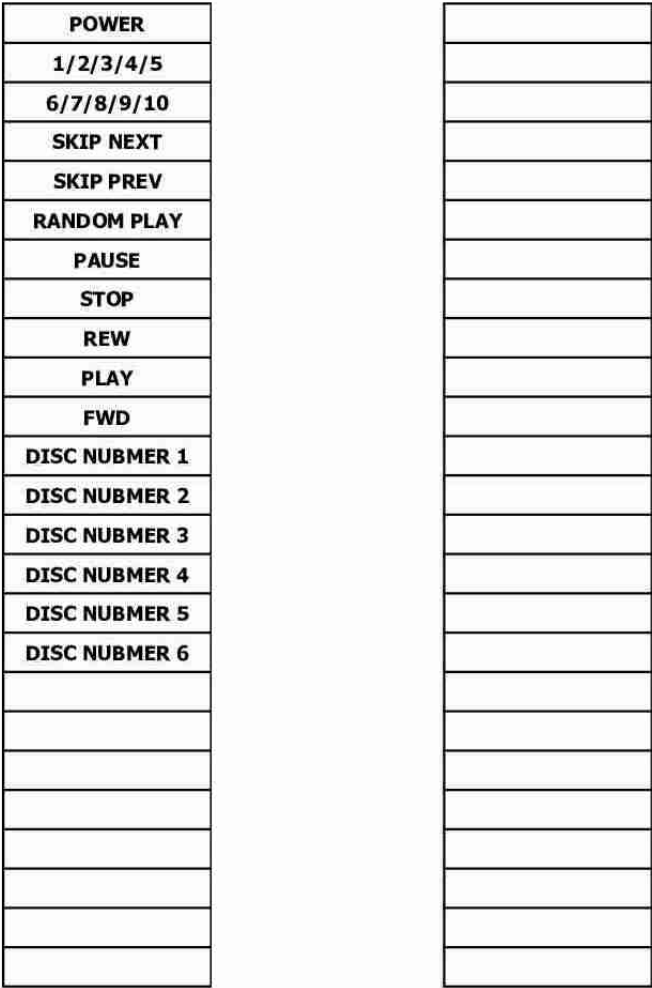 POWER
1/2/3/4/5
6/7/8/9/10
SKIP NEXT
SKIP PREV
RANDOM PLAY
PAUSE
STOP
REW
PLAY
FWD
DISC NUBMER 1
DISC NUBMER 2
DISC NUBMER 3
DISC NUBMER 4
DISC NUBMER 5
DISC NUBMER 6